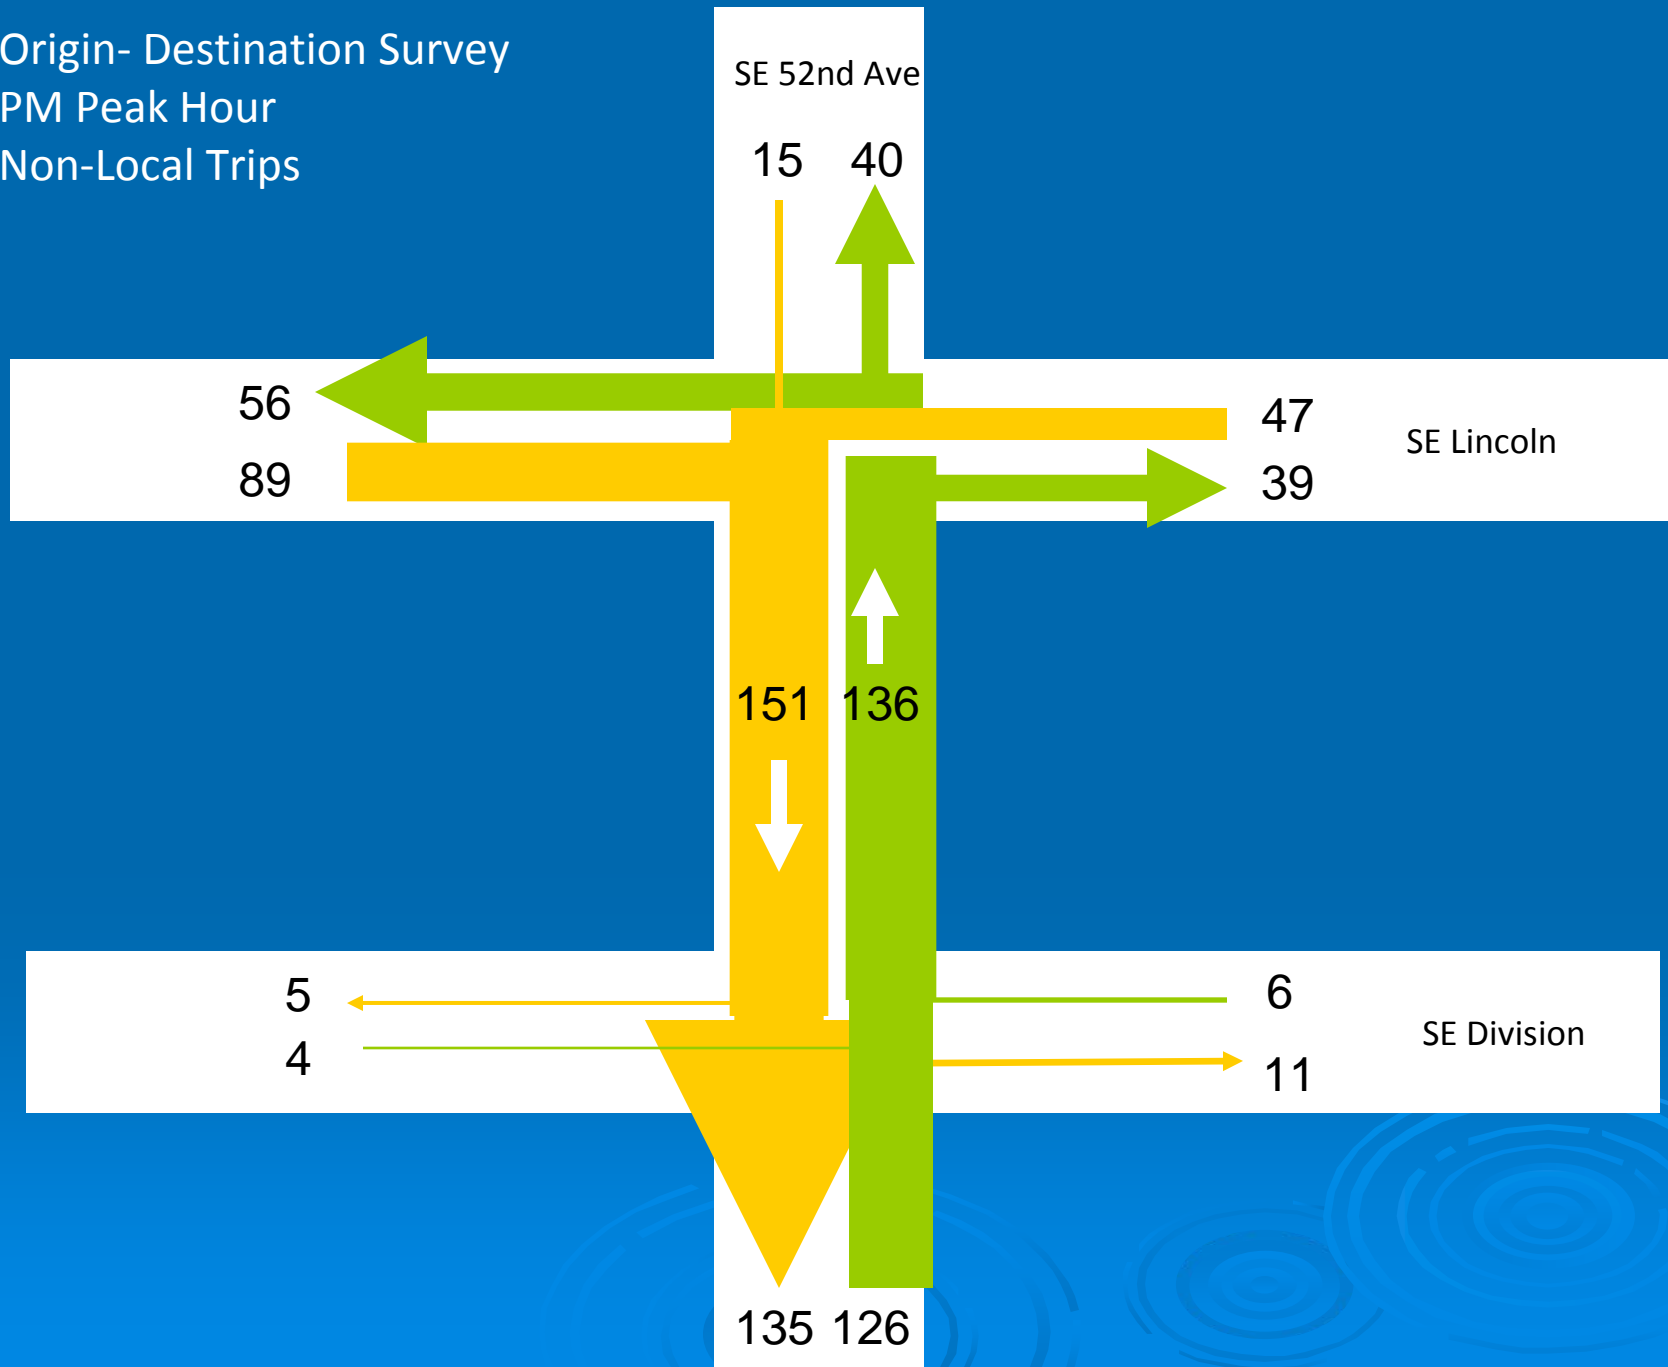 Origin- Destination Survey
PM Peak Hour
Non-Local Trips
SE 52nd Ave
15 40
56
89
47
39
SE Lincoln
151 136
5
4
6
11
SE Division
135 126